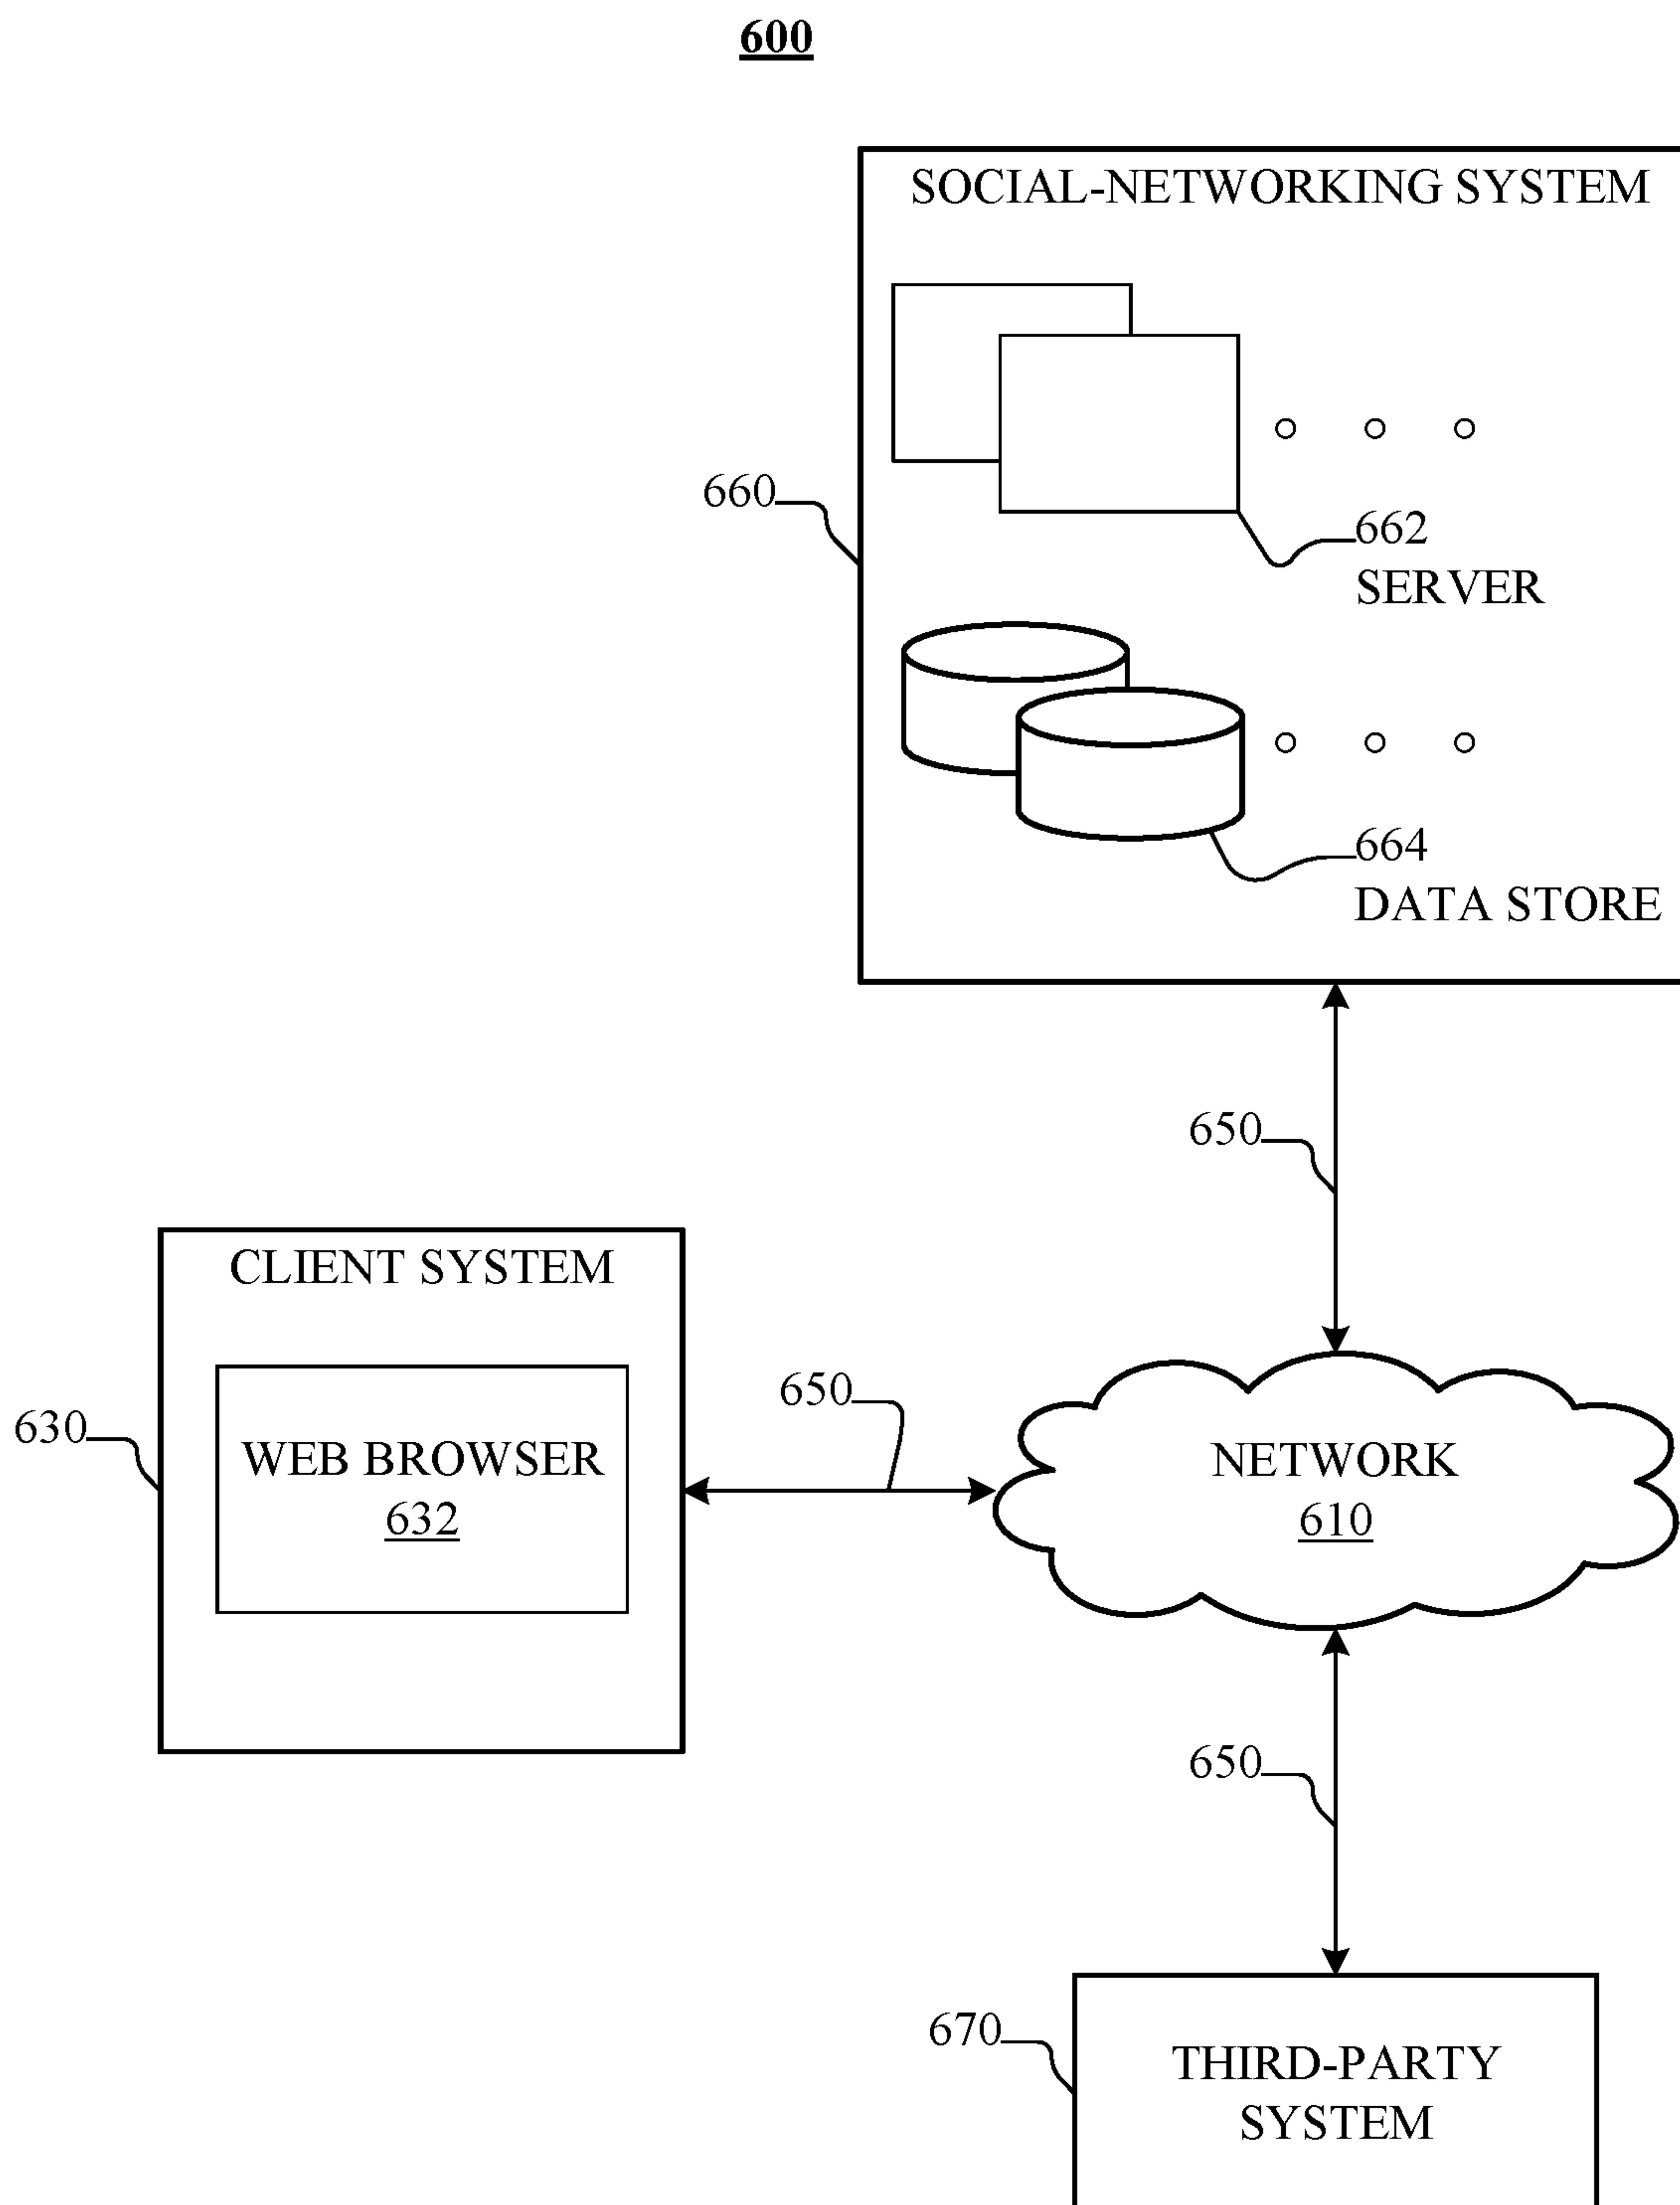 600
SOCIAL-NETWORKING SYSTEM
660
662
SERVER
664
DATA STORE
650
CLIENT SYSTEM
630
WEB BROWSER
632
650
NETWORK
610
650
670
THIRD-PARTY
SYSTEM